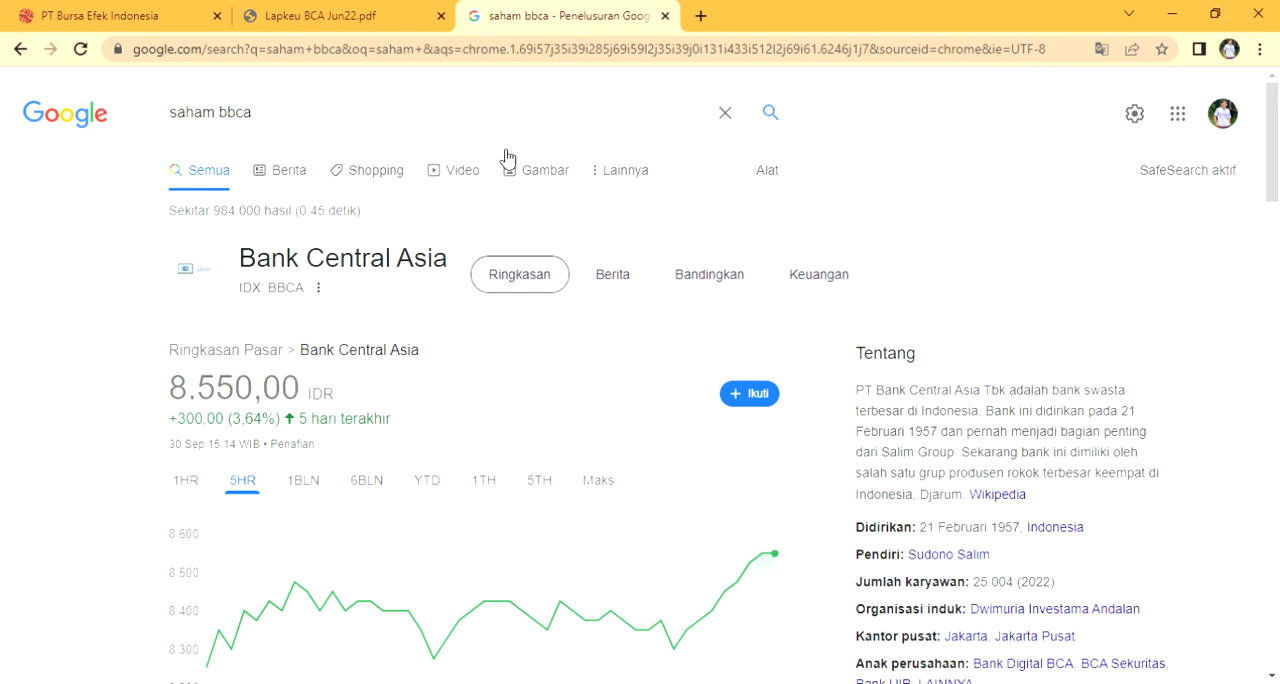 PT Bursa Efek Indonesia
Lapkeu BCA Jun22.pdf
saham bbca - Penelusuran Goog
google.com/search?q=saham+bbca&oq=saham+&aqs=chrome.1.69i57j35i39i285j69i59l2j35i39j0i131i433i512l2j69i61.6246j1j7&sourceid=chrome&ie=UTF-8
Google
saham bbca
Semua
Berita
Shopping
Video
Gambar
Lainnya
Alat
SafeSearch aktif
Sekitar 984.000 hasil (0,45 detik)
Bank Central Asia
IDX: BBCA
Ringkasan
Berita
Bandingkan
Keuangan
Ringkasan Pasar > Bank Central Asia
8.550,00 IDR
+300,00 (3,64%) 5 hari terakhir
30 Sep 15.14 WIB • Penafian
+ Ikuti
1HR
5HR
1BLN
6BLN
YTD
1TH
5TH
Maks
8.600
8.500
8.400
8.300
Tentang
PT Bank Central Asia Tbk adalah bank swasta
terbesar di Indonesia. Bank ini didirikan pada 21
Februari 1957 dan pernah menjadi bagian penting
dari Salim Group. Sekarang bank ini dimiliki oleh
salah satu grup produsen rokok terbesar keempat di
Indonesia, Djarum. Wikipedia
Didirikan: 21 Februari 1957, Indonesia
Pendiri: Sudono Salim
Jumlah karyawan: 25.004 (2022)
Organisasi induk: Dwimuria Investama Andalan
Kantor pusat: Jakarta, Jakarta Pusat
Anak perusahaan: Bank Digital BCA, BCA Sekuritas,
LAINNYA